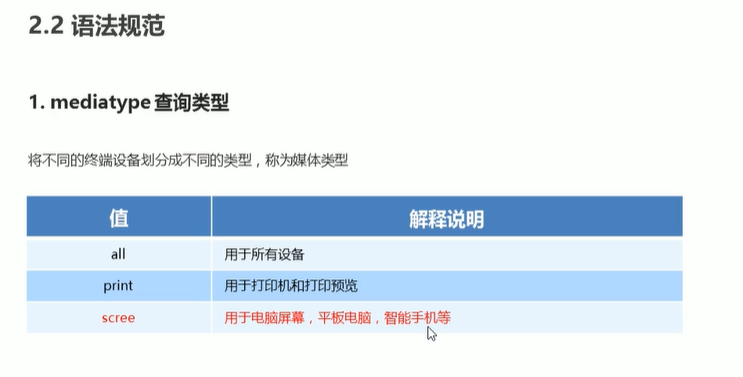 2.2 语法规范
1. mediatype 查询类型
将不同的终端设备划分成不同的类型，称为媒体类型
值 解释说明
all 用于所有设备
print 用于打印机和打印预览
scree 用于电脑屏幕，平板电脑，智能手机等